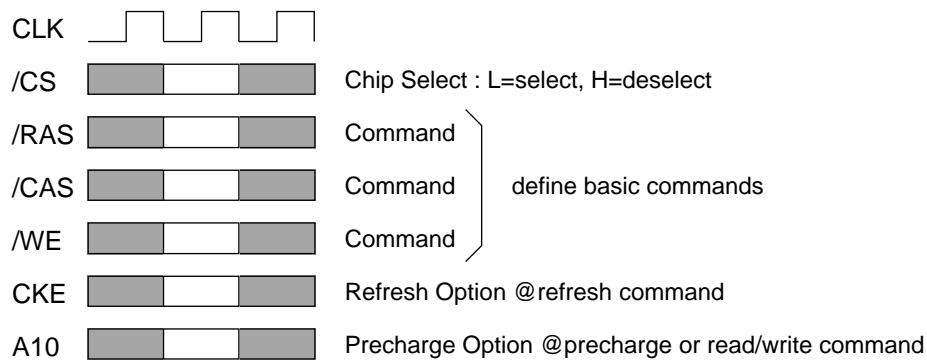 CLK
/CS Chip Select : L=select, H=deselect
/RAS Command
/CAS Command define basic commands
/WE Command
CKE Refresh Option @refresh command
A10 Precharge Option @precharge or read/write command